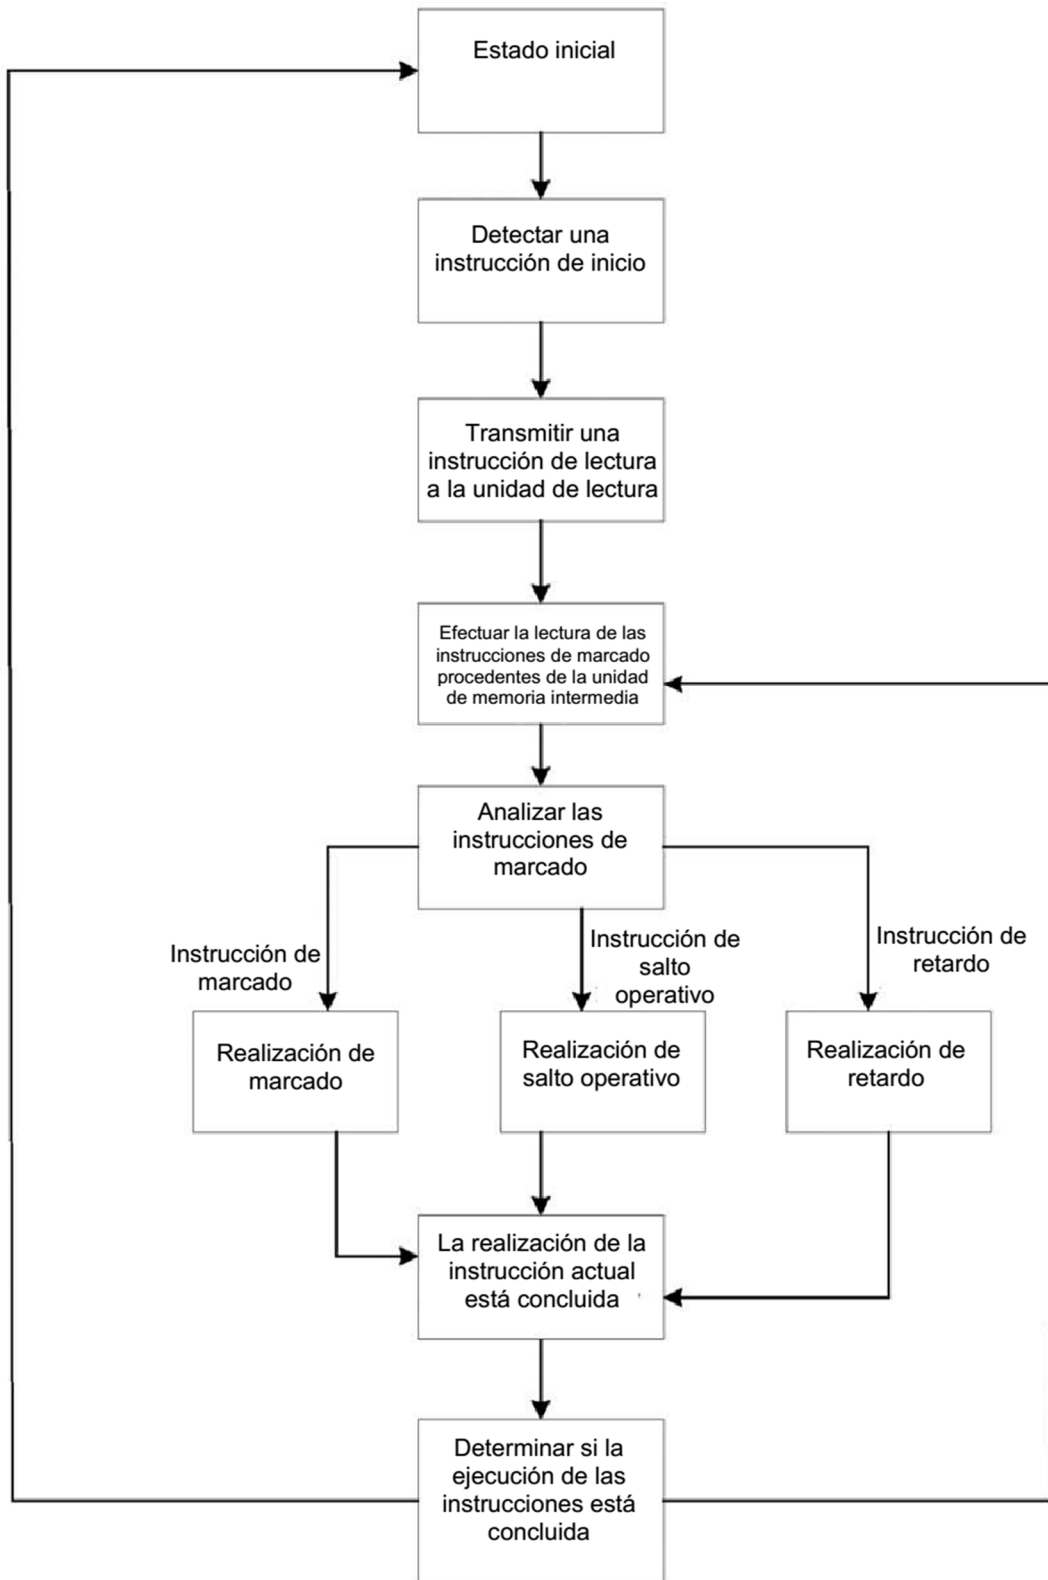 Estado inicial
Detectar una
instrucción de inicio
Transmitir una
instrucción de lectura
a la unidad de lectura
Efectuar la lectura de las
instrucciones de marcado
procedentes de la unidad
de memoria intermedia
Analizar las
instrucciones de
marcado
Instrucción de
marcado
Instrucción de
salto
operativo
Instrucción de
retardo
Realización de
marcado
Realización de
salto operativo
Realización de
retardo
La realización de la
instrucción actual
está concluida
Determinar si la
ejecución de las
instrucciones está
concluida